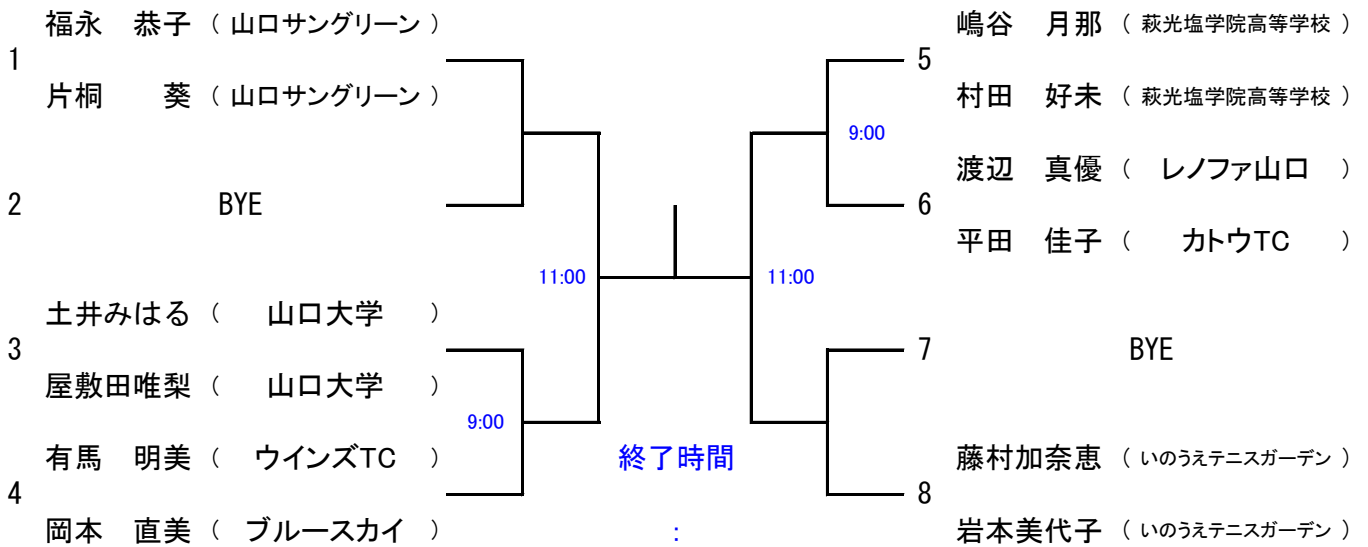 福永　恭子 （ 山口サングリーン ）
1
片桐　　葵 （ 山口サングリーン ）
2 BYE
土井みはる （ 山口大学 ）
3
屋敷田唯梨 （ 山口大学 ）
9:00
有馬　明美 （ ウインズTC ）
4
岡本　直美 （ ブルースカイ ）
11:00
11:00
終了時間
:
嶋谷　月那 （ 萩光塩学院高等学校 ）
5
村田　好未 （ 萩光塩学院高等学校 ）
9:00
渡辺　真優 （ レノファ山口 ）
6
平田　佳子 （ カトウTC ）
7 BYE
藤村加奈恵 （ いのうえテニスガーデン ）
8
岩本美代子 （ いのうえテニスガーデン ）